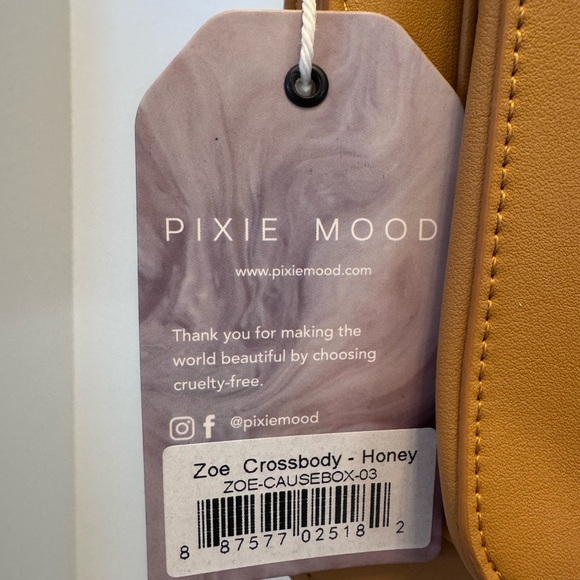 PIXIE MOOD
www.pixiemood.com
Thank you for making the
world beautiful by choosing
cruelty-free.
@pixiemood
Zoe Crossbody - Honey
ZOE-CAUSEBOX-03
8 87577 02518 2